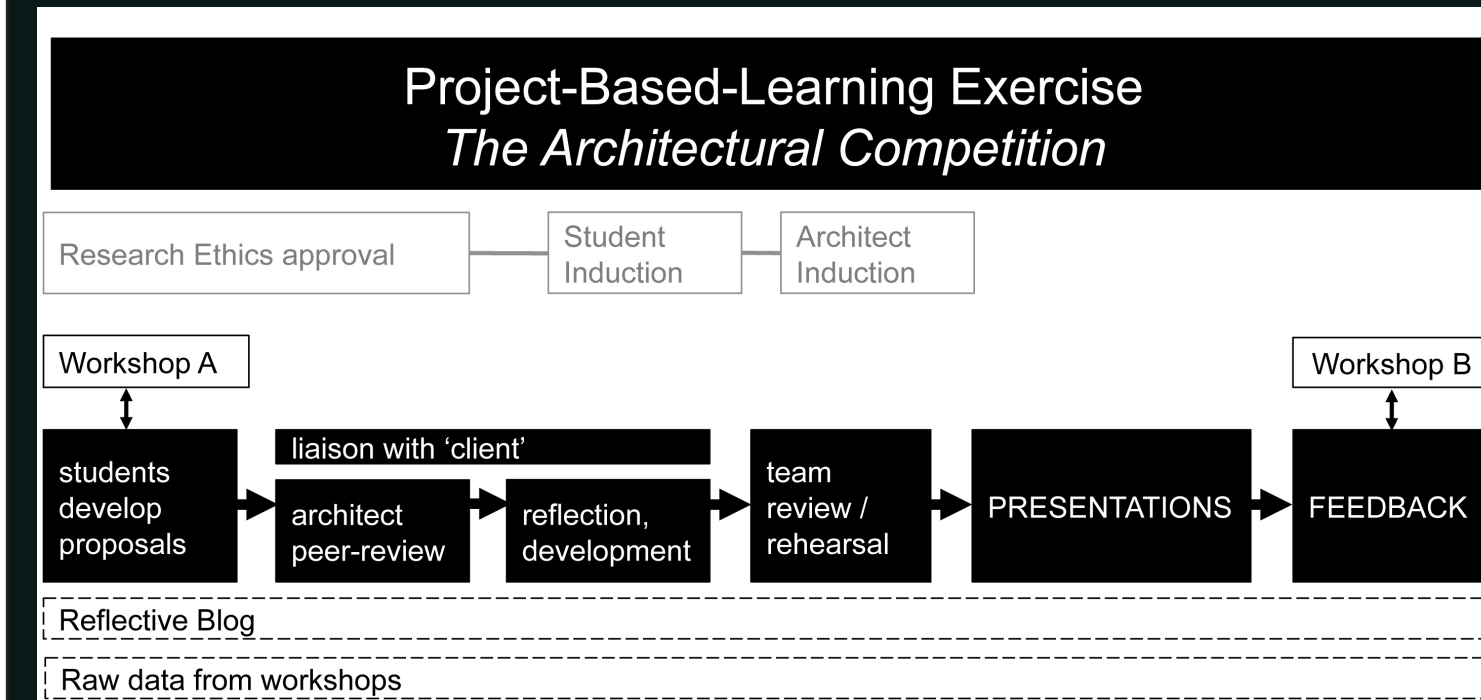 Project-Based-Learning Exercise
The Architectural Competition
Research Ethics approval
Student
Induction
Architect
Induction
Workshop A
Workshop B
students
develop
proposals
liaison with ‘client’
architect
peer-review
reflection,
development
team
review /
rehearsal
PRESENTATIONS
FEEDBACK
Reflective Blog
Raw data from workshops